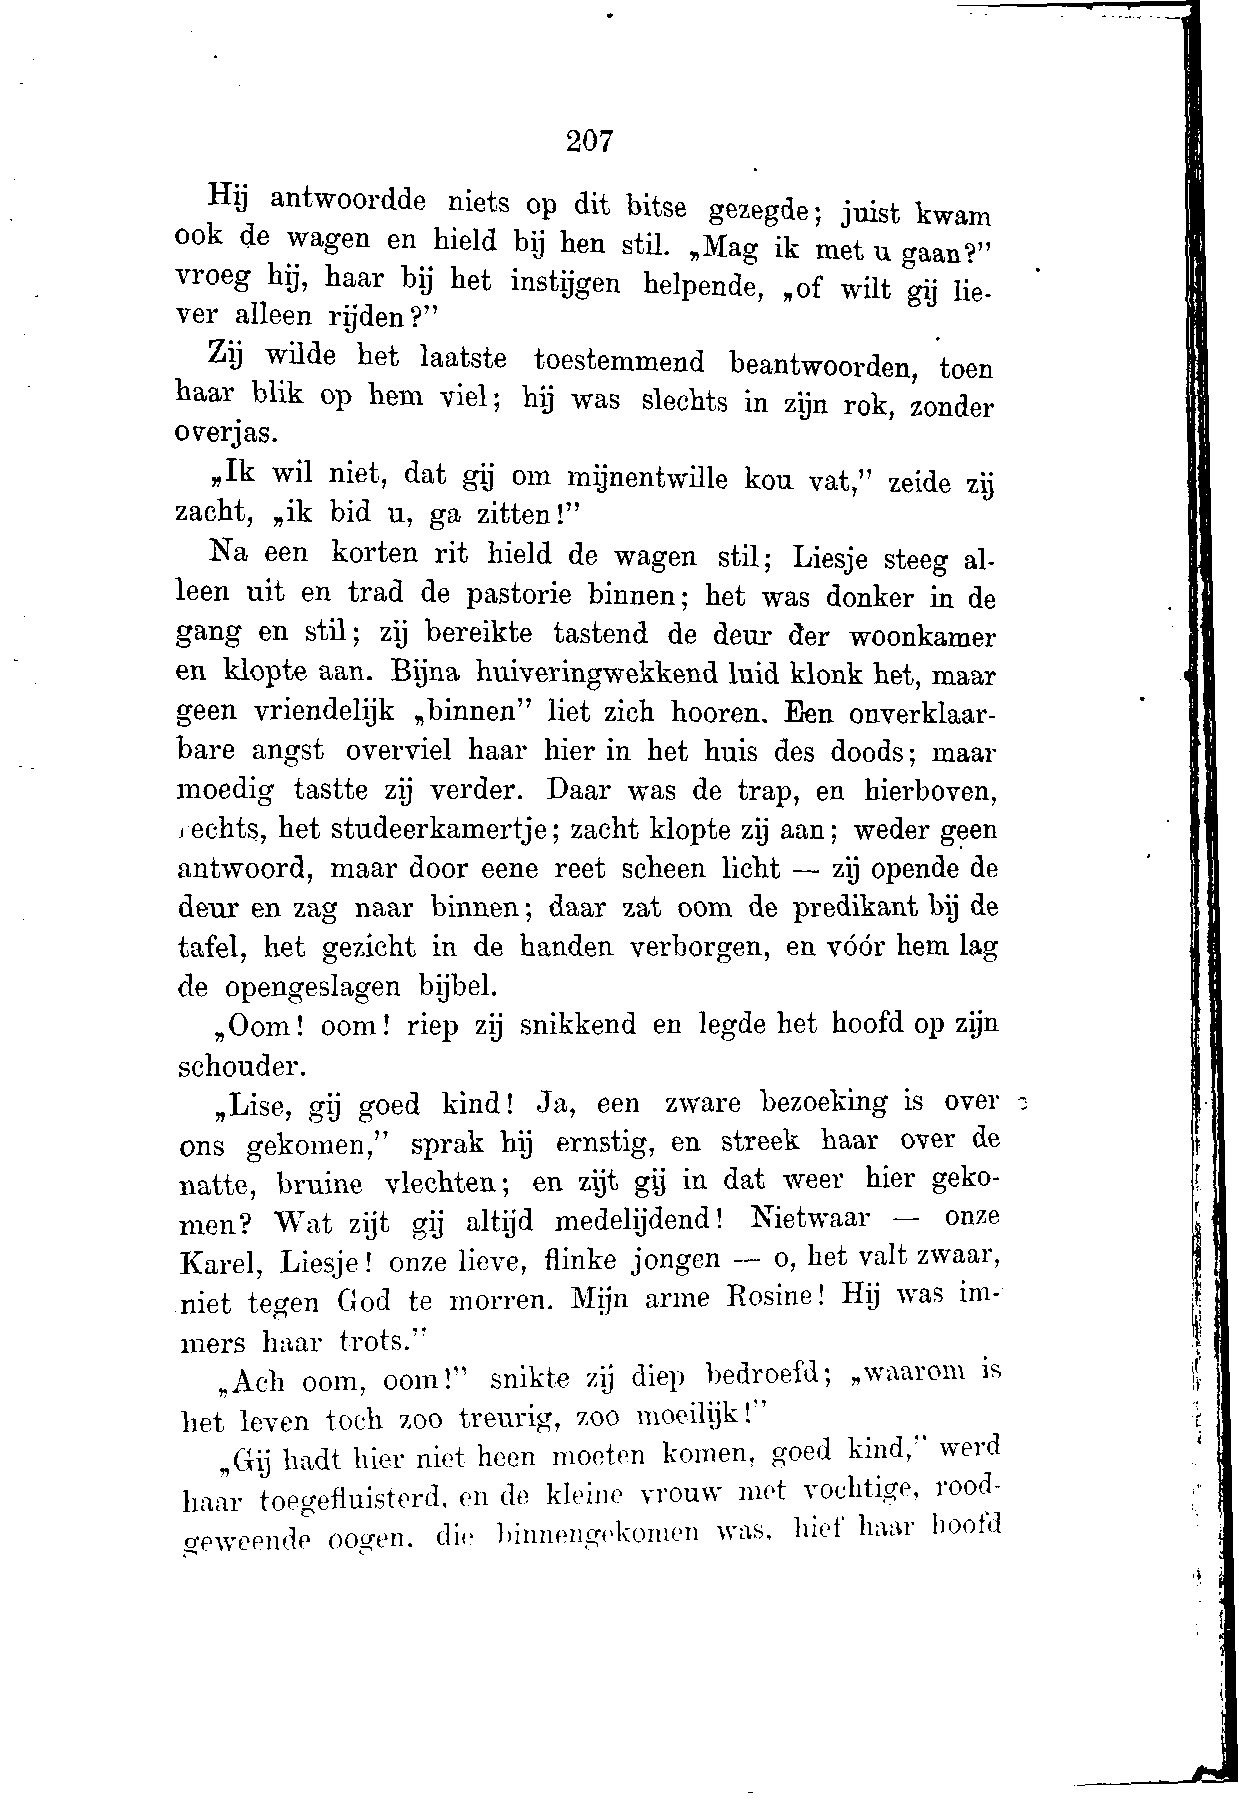 207
Hij antwoordde niets op dit bitse gezegde; juist kwam
ook de wagen en hield bij hen stil. „Mag ik met u gaan?”
vroeg hij, haar bij het instijgen helpende, „of wilt gij lie-
ver alleen rijden?”
Zij wilde het laatste toestemmend beantwoorden, toen
haar blik op hem viel; hij was slechts in zijn rok, zonder
overjas.
„Ik wil niet, dat gij om mijnentwille kou vat,” zeide zij
zacht, „ik bid u, ga zitten!”
Na een korten rit hield de wagen stil; Liesje steeg al-
leen uit en trad de pastorie binnen; het was donker in de
gang en stil; zij bereikte tastend de deur der woonkamer
en klopte aan. Bijna huiveringwekkend luid klonk het, maar
geen vriendelijk „binnen” liet zich hooren. Een onverklaar-
bare angst overviel haar hier in het huis des doods; maar
moedig tastte zij verder. Daar was de trap, en hierboven,
rechts, het studeerkamertje; zacht klopte zij aan; weder geen
antwoord, maar door eene reet scheen licht — zij opende de
deur en zag naar binnen; daar zat oom de predikant bij de
tafel, het gezicht in de handen verborgen, en vóór hem lag
de opengeslagen bijbel.
„Oom! oom! riep zij snikkend en legde het hoofd op zijn
schouder.
„Lise, gij goed kind! Ja, een zware bezoeking is over
ons gekomen,” sprak hij ernstig, en streek haar over de
natte, bruine vlechten; en zijt gij in dat weer hier geko-
men? Wat zijt gij altijd medelijdend! Nietwaar — onze
Karel, Liesje! onze lieve, flinke jongen — o, het valt zwaar,
niet tegen God te morren. Mijn arme Rosine! Hij was im-
mers haar trots.”
„Ach oom, oom!” snikte zij diep bedroefd; „waarom is
het leven toch zoo treurig, zoo moeilijk!”
„Gij hadt hier niet heen moeten komen, goed kind,” werd
haar toegefluisterd, en de kleine vrouw met vochtige, rood-
geweende oogen, die binnengekomen was, hief haar hoofd